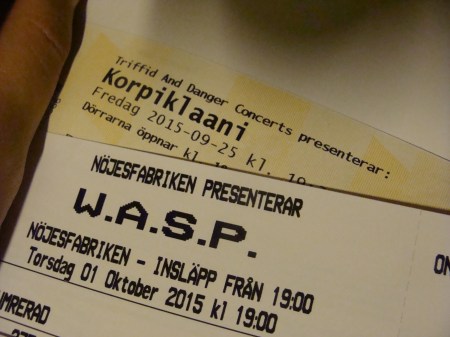 Triffid And Danger Concerts presenterar:
Korpiklaani
Fredag 2015-09-25 kl. 19
Dörrarna öppnar kl.
NÖJESFABRIKEN PRESENTERAR
W.A.S.P.
NÖJESFABRIKEN - INSLÄPP FRÅN 19:00
Torsdag 01 Oktober 2015 kl 19:00